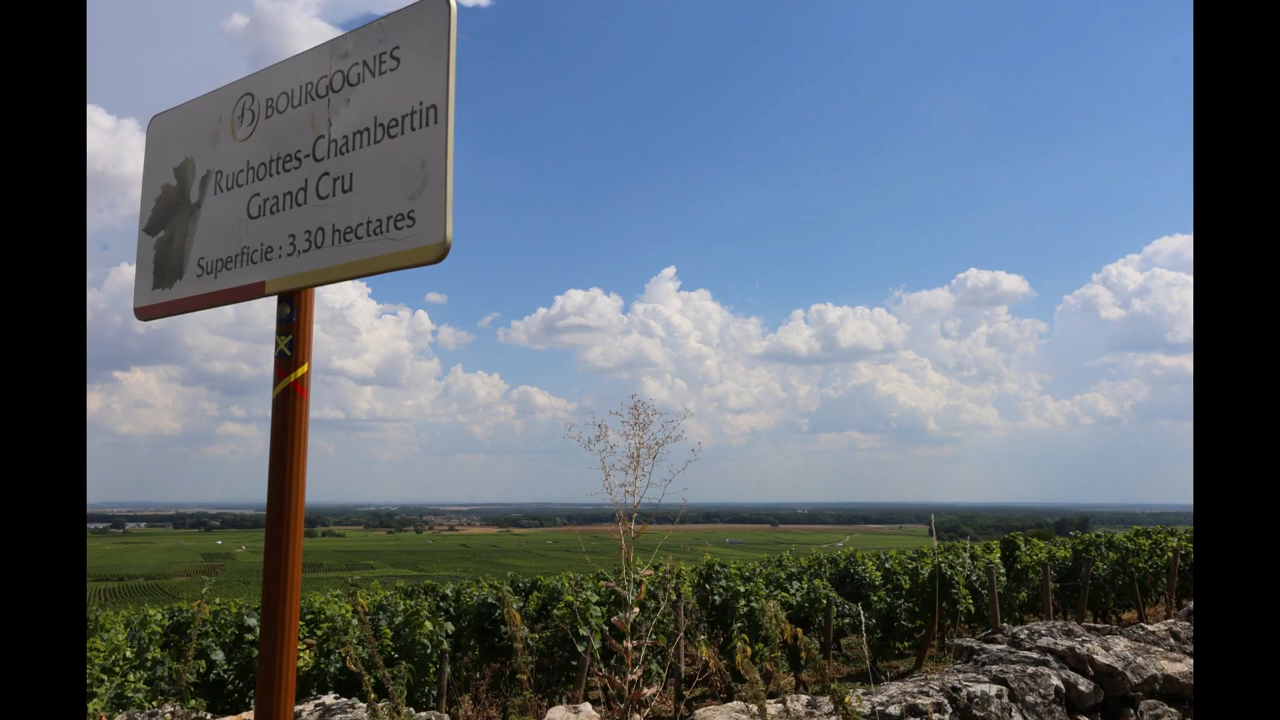 B BOURGOGNES
Ruchottes-Chambertin
Grand Cru
Superficie : 3,30 hectares